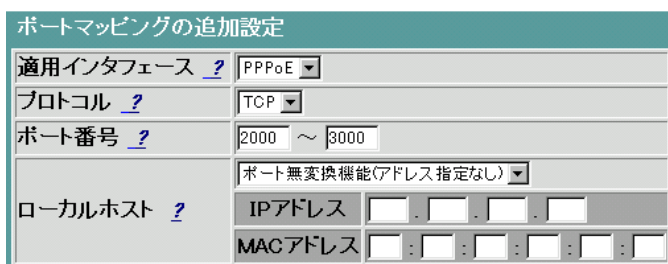 ポートマッピングの追加設定
適用インタフェース ? PPPoE
プロトコル ? TCP
ポート番号 ? 2000 ～ 3000
ポート無変換機能(アドレス指定なし)
ローカルホスト ? IPアドレス . . .
MACアドレス : : : : :